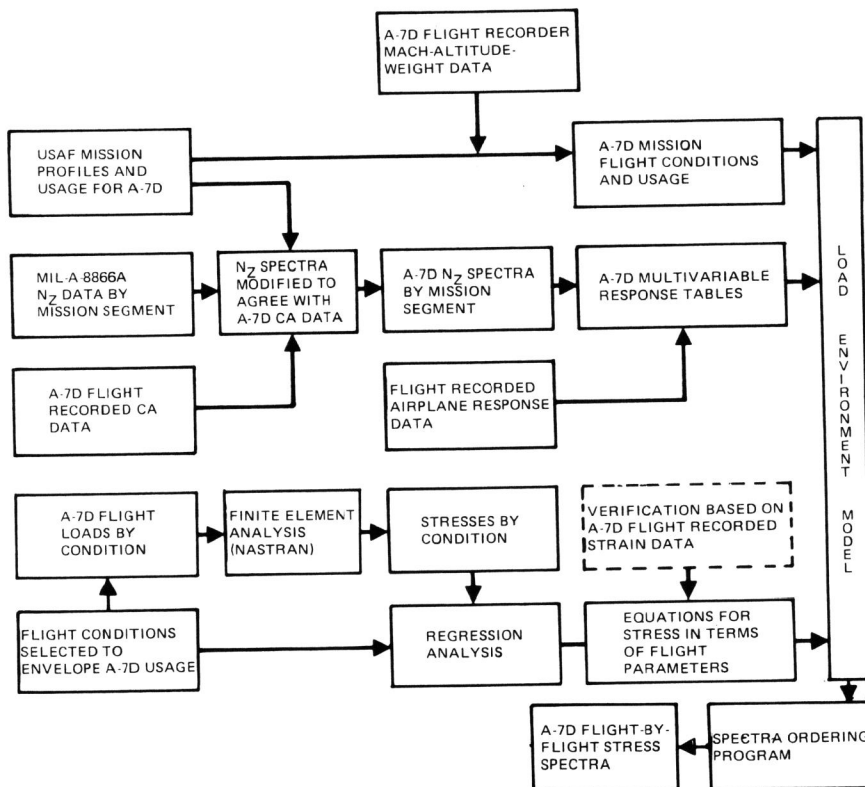 A-7D FLIGHT RECORDER
MACH-ALTITUDE-
WEIGHT DATA
USAF MISSION
PROFILES AND
USAGE FOR A-7D
A-7D MISSION
FLIGHT CONDITIONS
AND USAGE
MIL-A-8866A
NZ DATA BY
MISSION SEGMENT
NZ SPECTRA
MODIFIED TO
AGREE WITH
A-7D CA DATA
A-7D NZ SPECTRA
BY MISSION
SEGMENT
A-7D MULTIVARIABLE
RESPONSE TABLES
A-7D FLIGHT
RECORDED CA
DATA
FLIGHT RECORDED
AIRPLANE RESPONSE
DATA
LOAD ENVIRONMENT MODEL
A-7D FLIGHT
LOADS BY
CONDITION
FINITE ELEMENT
ANALYSIS
(NASTRAN)
STRESSES BY
CONDITION
VERIFICATION BASED ON
A-7D FLIGHT RECORDED
STRAIN DATA
FLIGHT CONDITIONS
SELECTED TO
ENVELOPE A-7D USAGE
REGRESSION
ANALYSIS
EQUATIONS FOR
STRESS IN TERMS
OF FLIGHT
PARAMETERS
A-7D FLIGHT-BY-
FLIGHT STRESS
SPECTRA
SPECTRA ORDERING
PROGRAM